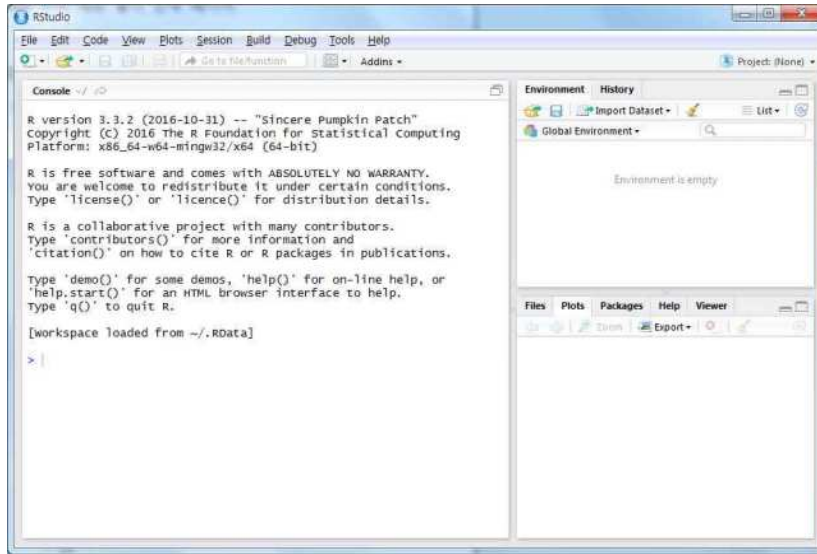 RStudio
File Edit Code View Plots Session Build Debug Tools Help
Go to file/function Addins Project: (None)
Console ~/
R version 3.3.2 (2016-10-31) -- "Sincere Pumpkin Patch"
Copyright (C) 2016 The R Foundation for Statistical Computing
Platform: x86_64-w64-mingw32/x64 (64-bit)
R is free software and comes with ABSOLUTELY NO WARRANTY.
You are welcome to redistribute it under certain conditions.
Type 'license()' or 'licence()' for distribution details.
R is a collaborative project with many contributors.
Type 'contributors()' for more information and
'citation()' on how to cite R or R packages in publications.
Type 'demo()' for some demos, 'help()' for on-line help, or
'help.start()' for an HTML browser interface to help.
Type 'q()' to quit R.
[workspace loaded from ~/.RData]
>
Environment History
Import Dataset List
Global Environment
Environment is empty
Files Plots Packages Help Viewer
Zoom Export